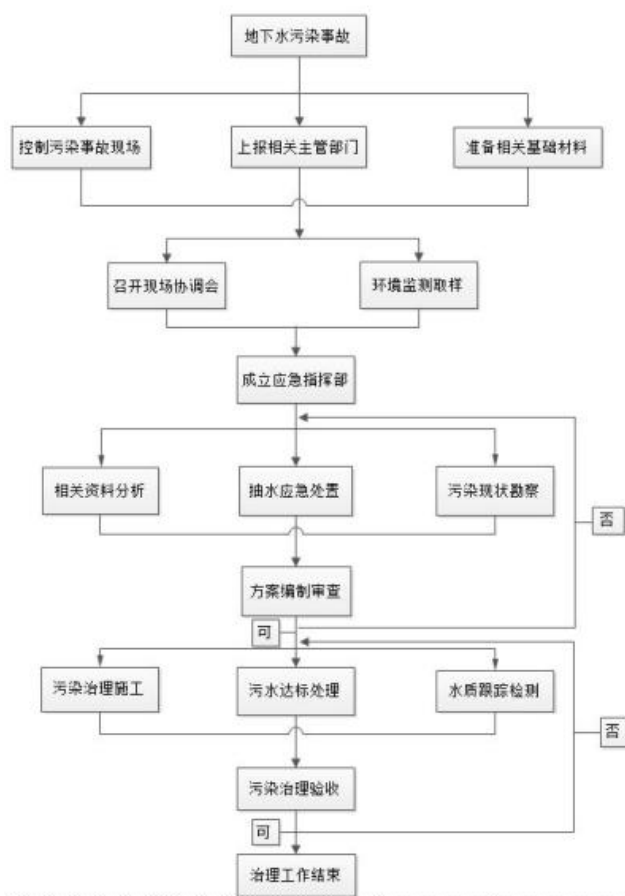 地下水污染事故
控制污染事故现场
上报相关主管部门
准备相关基础材料
召开现场协调会
环境监测取样
成立应急指挥部
相关资料分析
抽水应急处置
污染现状勘察
否
方案编制审查
可
污染治理施工
污水达标处理
水质跟踪检测
否
污染治理验收
可
治理工作结束